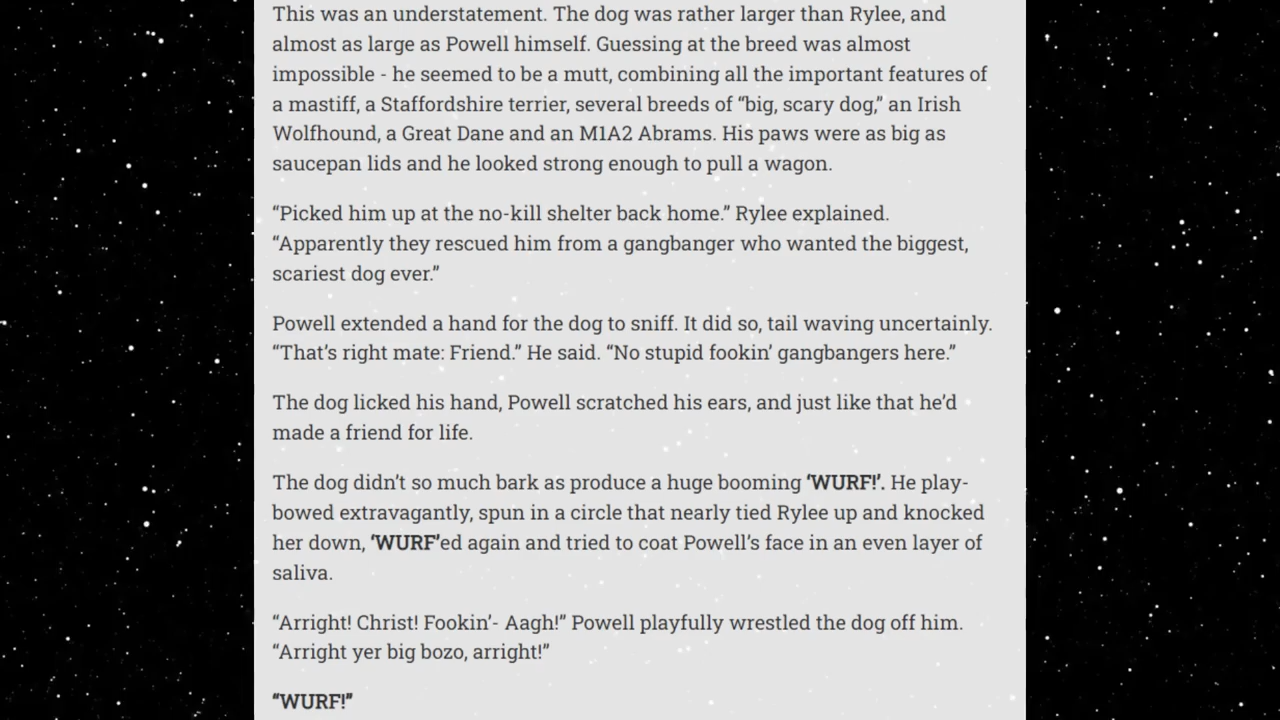 This was an understatement. The dog was rather larger than Rylee, and
almost as large as Powell himself. Guessing at the breed was almost
impossible - he seemed to be a mutt, combining all the important features of
a mastiff, a Staffordshire terrier, several breeds of “big, scary dog,” an Irish
Wolfhound, a Great Dane and an M1A2 Abrams. His paws were as big as
saucepan lids and he looked strong enough to pull a wagon.
“Picked him up at the no-kill shelter back home.” Rylee explained.
“Apparently they rescued him from a gangbanger who wanted the biggest,
scariest dog ever.”
Powell extended a hand for the dog to sniff. It did so, tail waving uncertainly.
“That’s right mate: Friend.” He said. “No stupid fookin’ gangbangers here.”
The dog licked his hand, Powell scratched his ears, and just like that he’d
made a friend for life.
The dog didn’t so much bark as produce a huge booming ‘WURF!’. He play-
bowed extravagantly, spun in a circle that nearly tied Rylee up and knocked
her down, ‘WURF’ed again and tried to coat Powell’s face in an even layer of
saliva.
“Arright! Christ! Fookin’- Aagh!” Powell playfully wrestled the dog off him.
“Arright yer big bozo, arright!”
“WURF!”